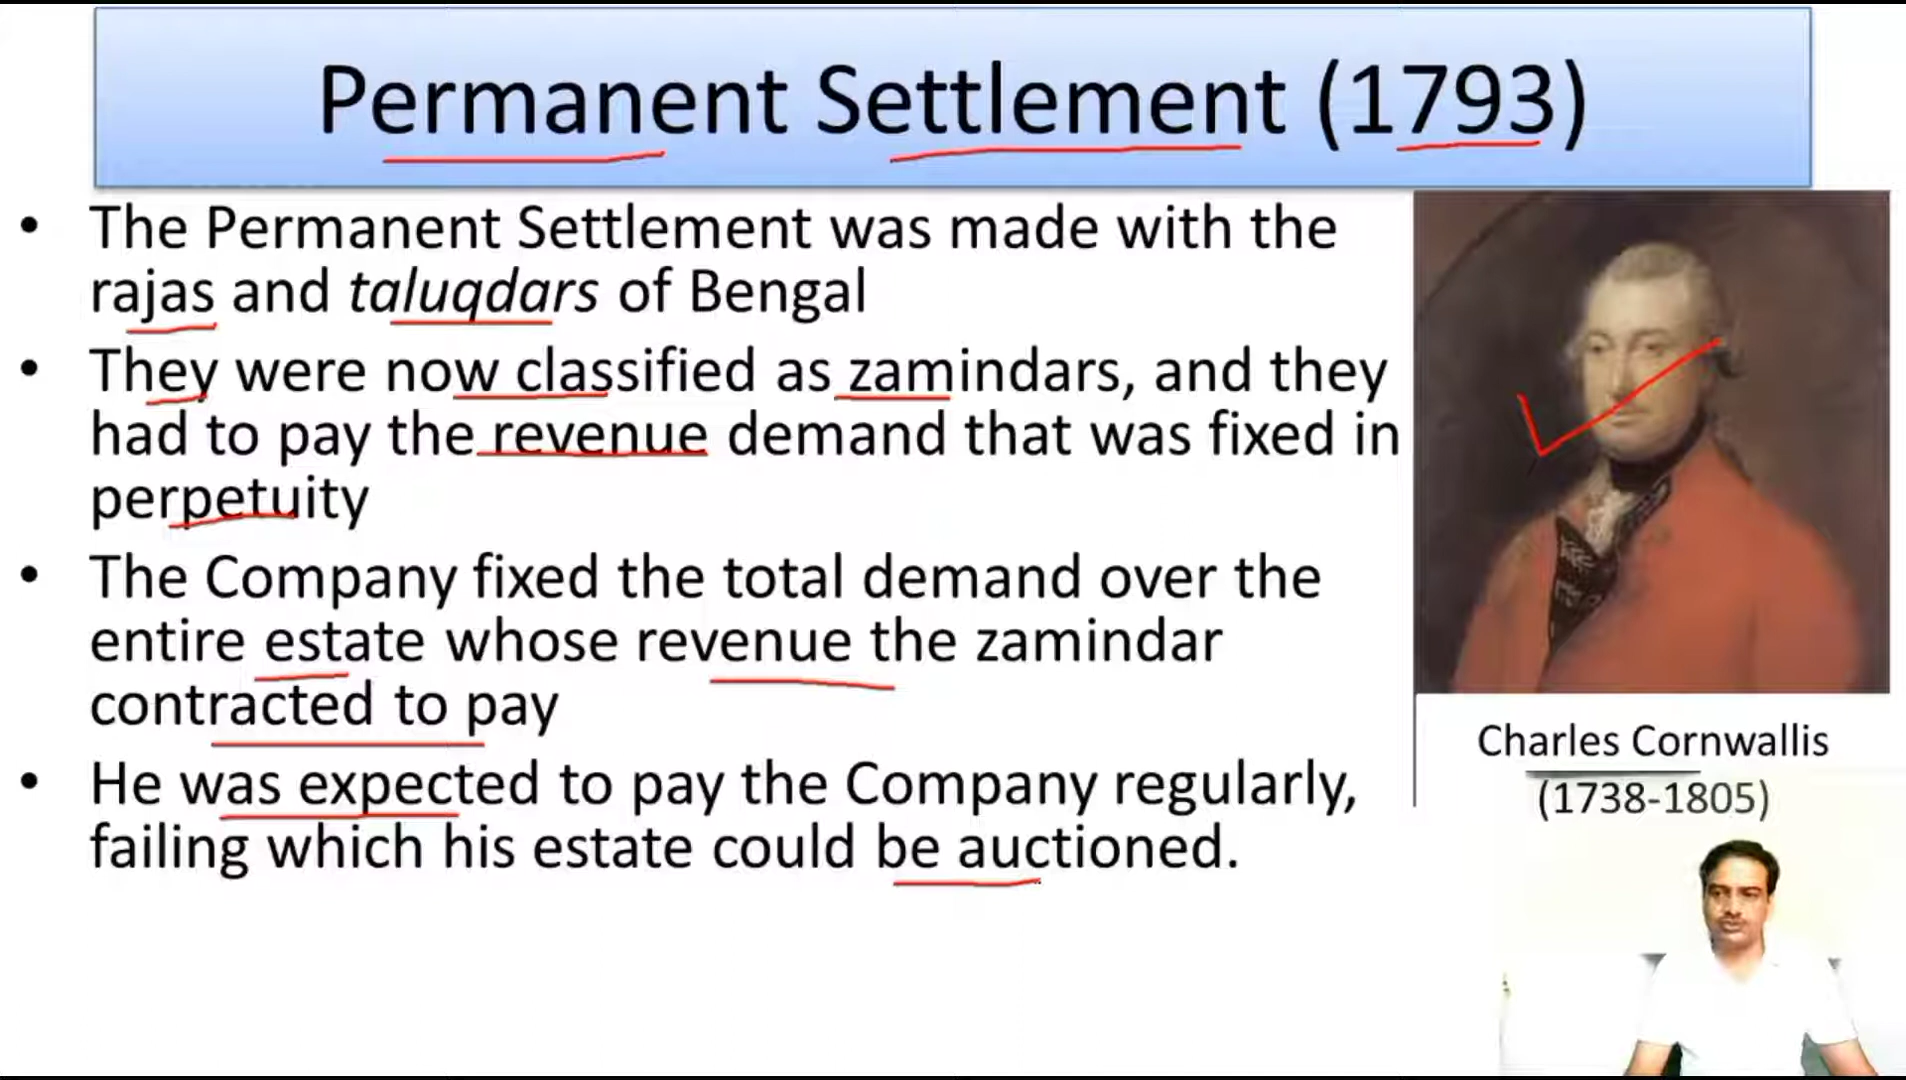 Permanent Settlement (1793)
• The Permanent Settlement was made with the
rajas and taluqdars of Bengal
• They were now classified as zamindars, and they
had to pay the revenue demand that was fixed in
perpetuity
• The Company fixed the total demand over the
entire estate whose revenue the zamindar
contracted to pay
• He was expected to pay the Company regularly,
failing which his estate could be auctioned.
Charles Cornwallis
(1738-1805)